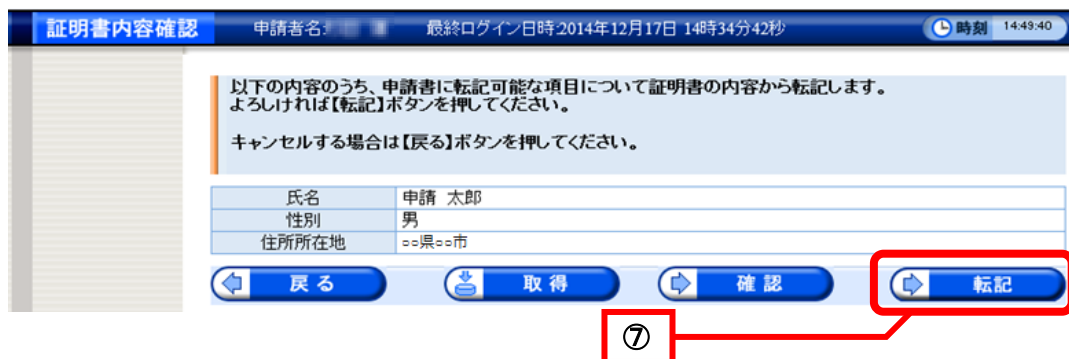 証明書内容確認 申請者名: 最終ログイン日時:2014年12月17日 14時34分42秒 時刻 14:49:40
以下の内容のうち、申請書に転記可能な項目について証明書の内容から転記します。
よろしければ【転記】ボタンを押してください。
キャンセルする場合は【戻る】ボタンを押してください。
氏名 申請 太郎
性別 男
住所所在地 ○○県○○市
戻る 取得 確認 転記
⑦